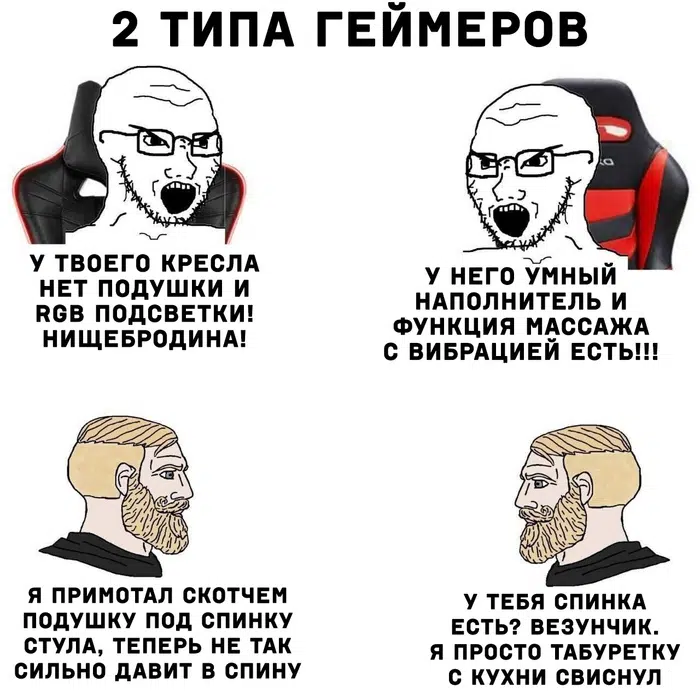 2 ТИПА ГЕЙМЕРОВ
У ТВОЕГО КРЕСЛА
НЕТ ПОДУШКИ И
RGB ПОДСВЕТКИ!
НИЩЕБРОДИНА!
У НЕГО УМНЫЙ
НАПОЛНИТЕЛЬ И
ФУНКЦИЯ МАССАЖА
С ВИБРАЦИЕЙ ЕСТЬ!!!
Я ПРИМОТАЛ СКОТЧЕМ
ПОДУШКУ ПОД СПИНКУ
СТУЛА, ТЕПЕРЬ НЕ ТАК
СИЛЬНО ДАВИТ В СПИНУ
У ТЕБЯ СПИНКА
ЕСТЬ? ВЕЗУНЧИК.
Я ПРОСТО ТАБУРЕТКУ
С КУХНИ СВИСНУЛ